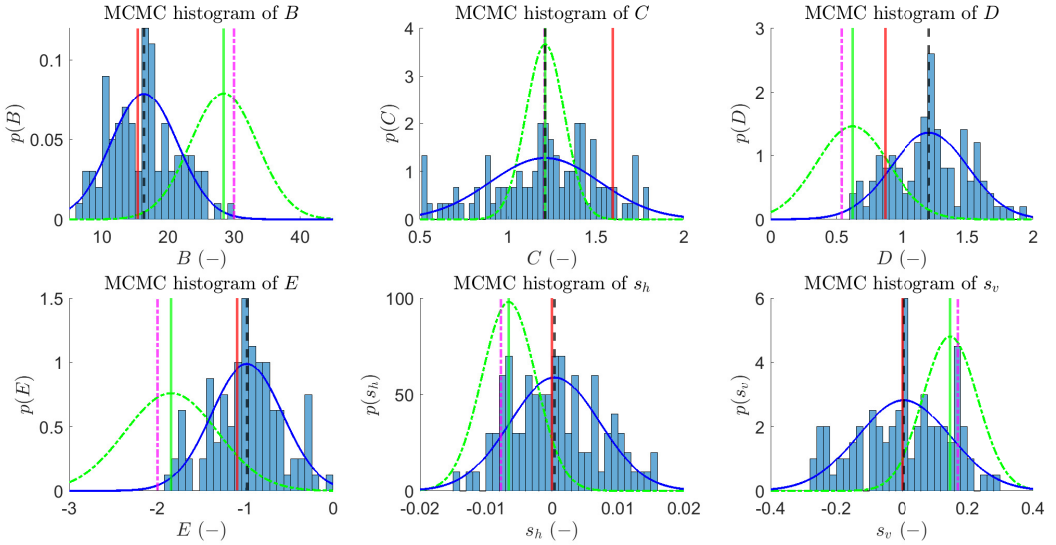 MCMC histogram of B
MCMC histogram of C
MCMC histogram of D
p(B)
0.1
0.05
0
10 20 30 40
B (−)
p(C)
4
3
2
1
0
0.5 1 1.5 2
C (−)
p(D)
3
2
1
0
0 0.5 1 1.5 2
D (−)
MCMC histogram of E
MCMC histogram of s_h
MCMC histogram of s_v
p(E)
1.5
1
0.5
0
-3 -2 -1 0
E (−)
p(s_h)
100
50
0
-0.02 -0.01 0 0.01 0.02
s_h (−)
p(s_v)
6
4
2
0
-0.4 -0.2 0 0.2 0.4
s_v (−)